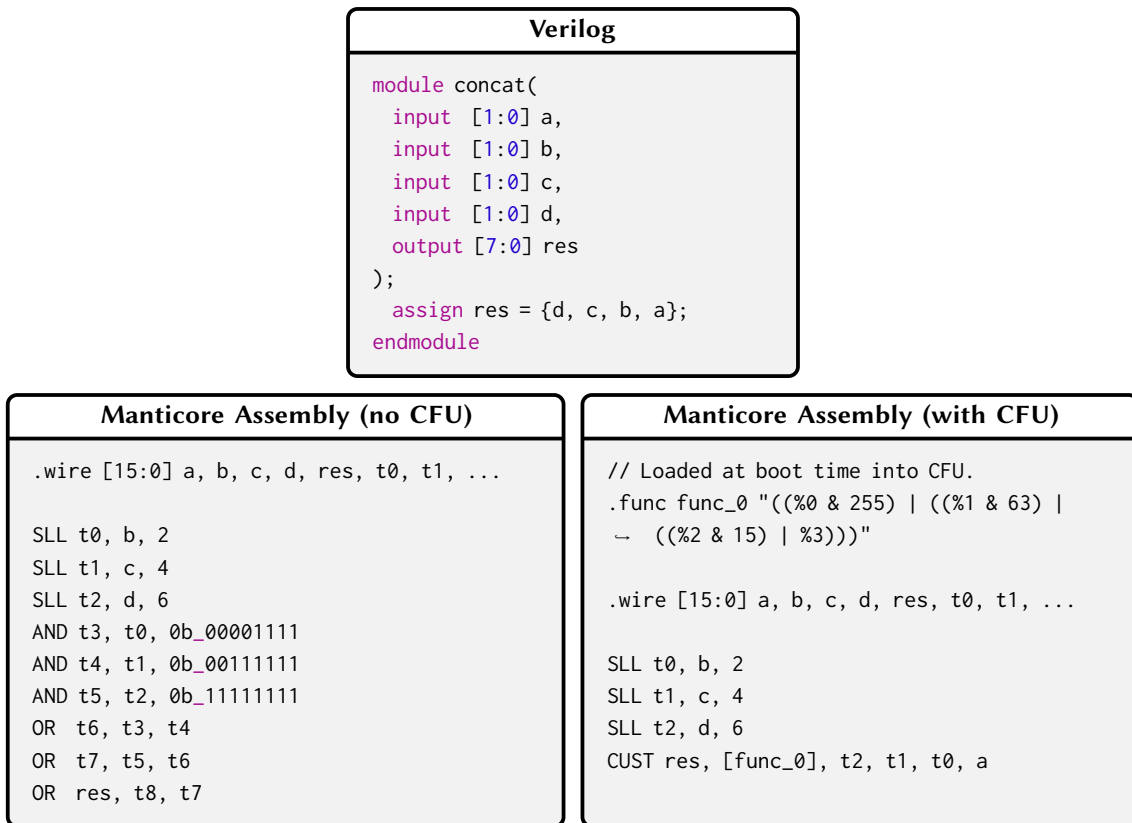 Verilog
module concat(
  input  [1:0] a,
  input  [1:0] b,
  input  [1:0] c,
  input  [1:0] d,
  output [7:0] res
);
  assign res = {d, c, b, a};
endmodule
Manticore Assembly (no CFU)
.wire [15:0] a, b, c, d, res, t0, t1, ...
SLL t0, b, 2
SLL t1, c, 4
SLL t2, d, 6
AND t3, t0, 0b_00001111
AND t4, t1, 0b_00111111
AND t5, t2, 0b_11111111
OR  t6, t3, t4
OR  t7, t5, t6
OR  res, t8, t7
Manticore Assembly (with CFU)
// Loaded at boot time into CFU.
.func func_0 "((%0 & 255) | ((%1 & 63) |
↪  ((%2 & 15) | %3)))"
.wire [15:0] a, b, c, d, res, t0, t1, ...
SLL t0, b, 2
SLL t1, c, 4
SLL t2, d, 6
CUST res, [func_0], t2, t1, t0, a